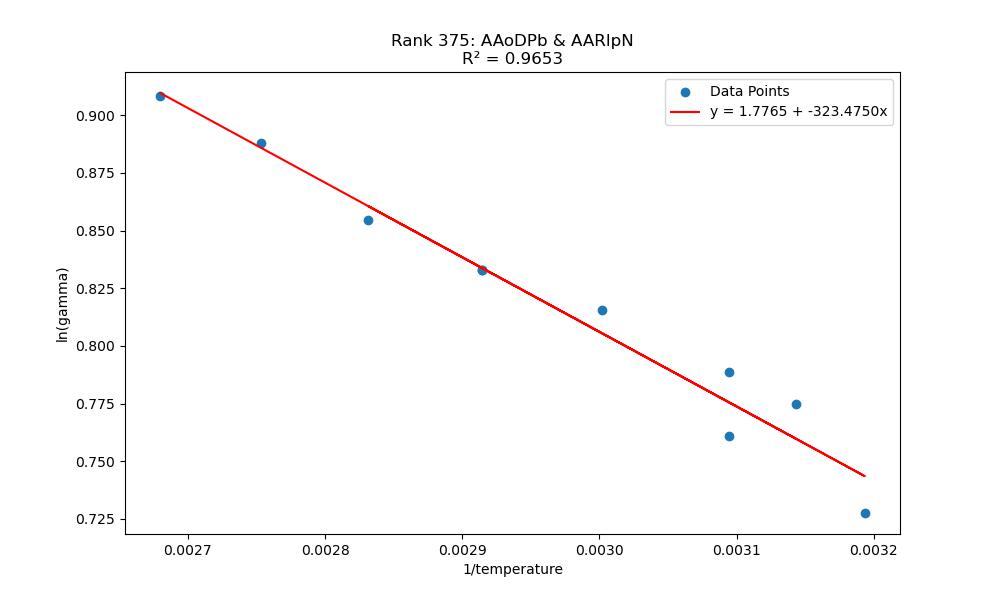 Rank 375: AAoDPb & AARlpN
R² = 0.9653
Data Points
y = 1.7765 + -323.4750x
0.900
0.875
0.850
0.825
0.800
0.775
0.750
0.725
ln(gamma)
0.0027
0.0028
0.0029
0.0030
0.0031
0.0032
1/temperature